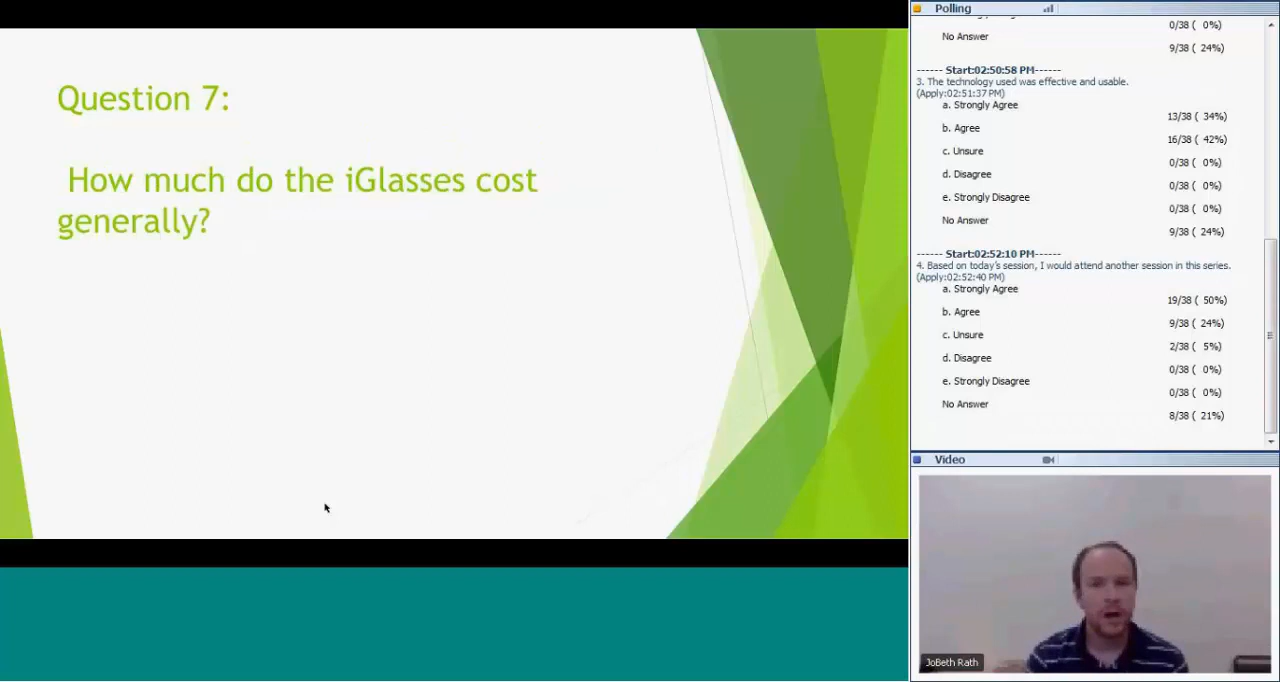 Question 7:
How much do the iGlasses cost
generally?
Polling
0/38 ( 0%)
No Answer
9/38 ( 24%)
------ Start:02:50:58 PM------
3. The technology used was effective and usable.
(Apply:02:51:37 PM)
a. Strongly Agree
13/38 ( 34%)
b. Agree
16/38 ( 42%)
c. Unsure
0/38 ( 0%)
d. Disagree
0/38 ( 0%)
e. Strongly Disagree
0/38 ( 0%)
No Answer
9/38 ( 24%)
------ Start:02:52:10 PM------
4. Based on today's session, I would attend another session in this series.
(Apply:02:52:40 PM)
a. Strongly Agree
19/38 ( 50%)
b. Agree
9/38 ( 24%)
c. Unsure
2/38 ( 5%)
d. Disagree
0/38 ( 0%)
e. Strongly Disagree
0/38 ( 0%)
No Answer
8/38 ( 21%)
Video
JoBeth Rath